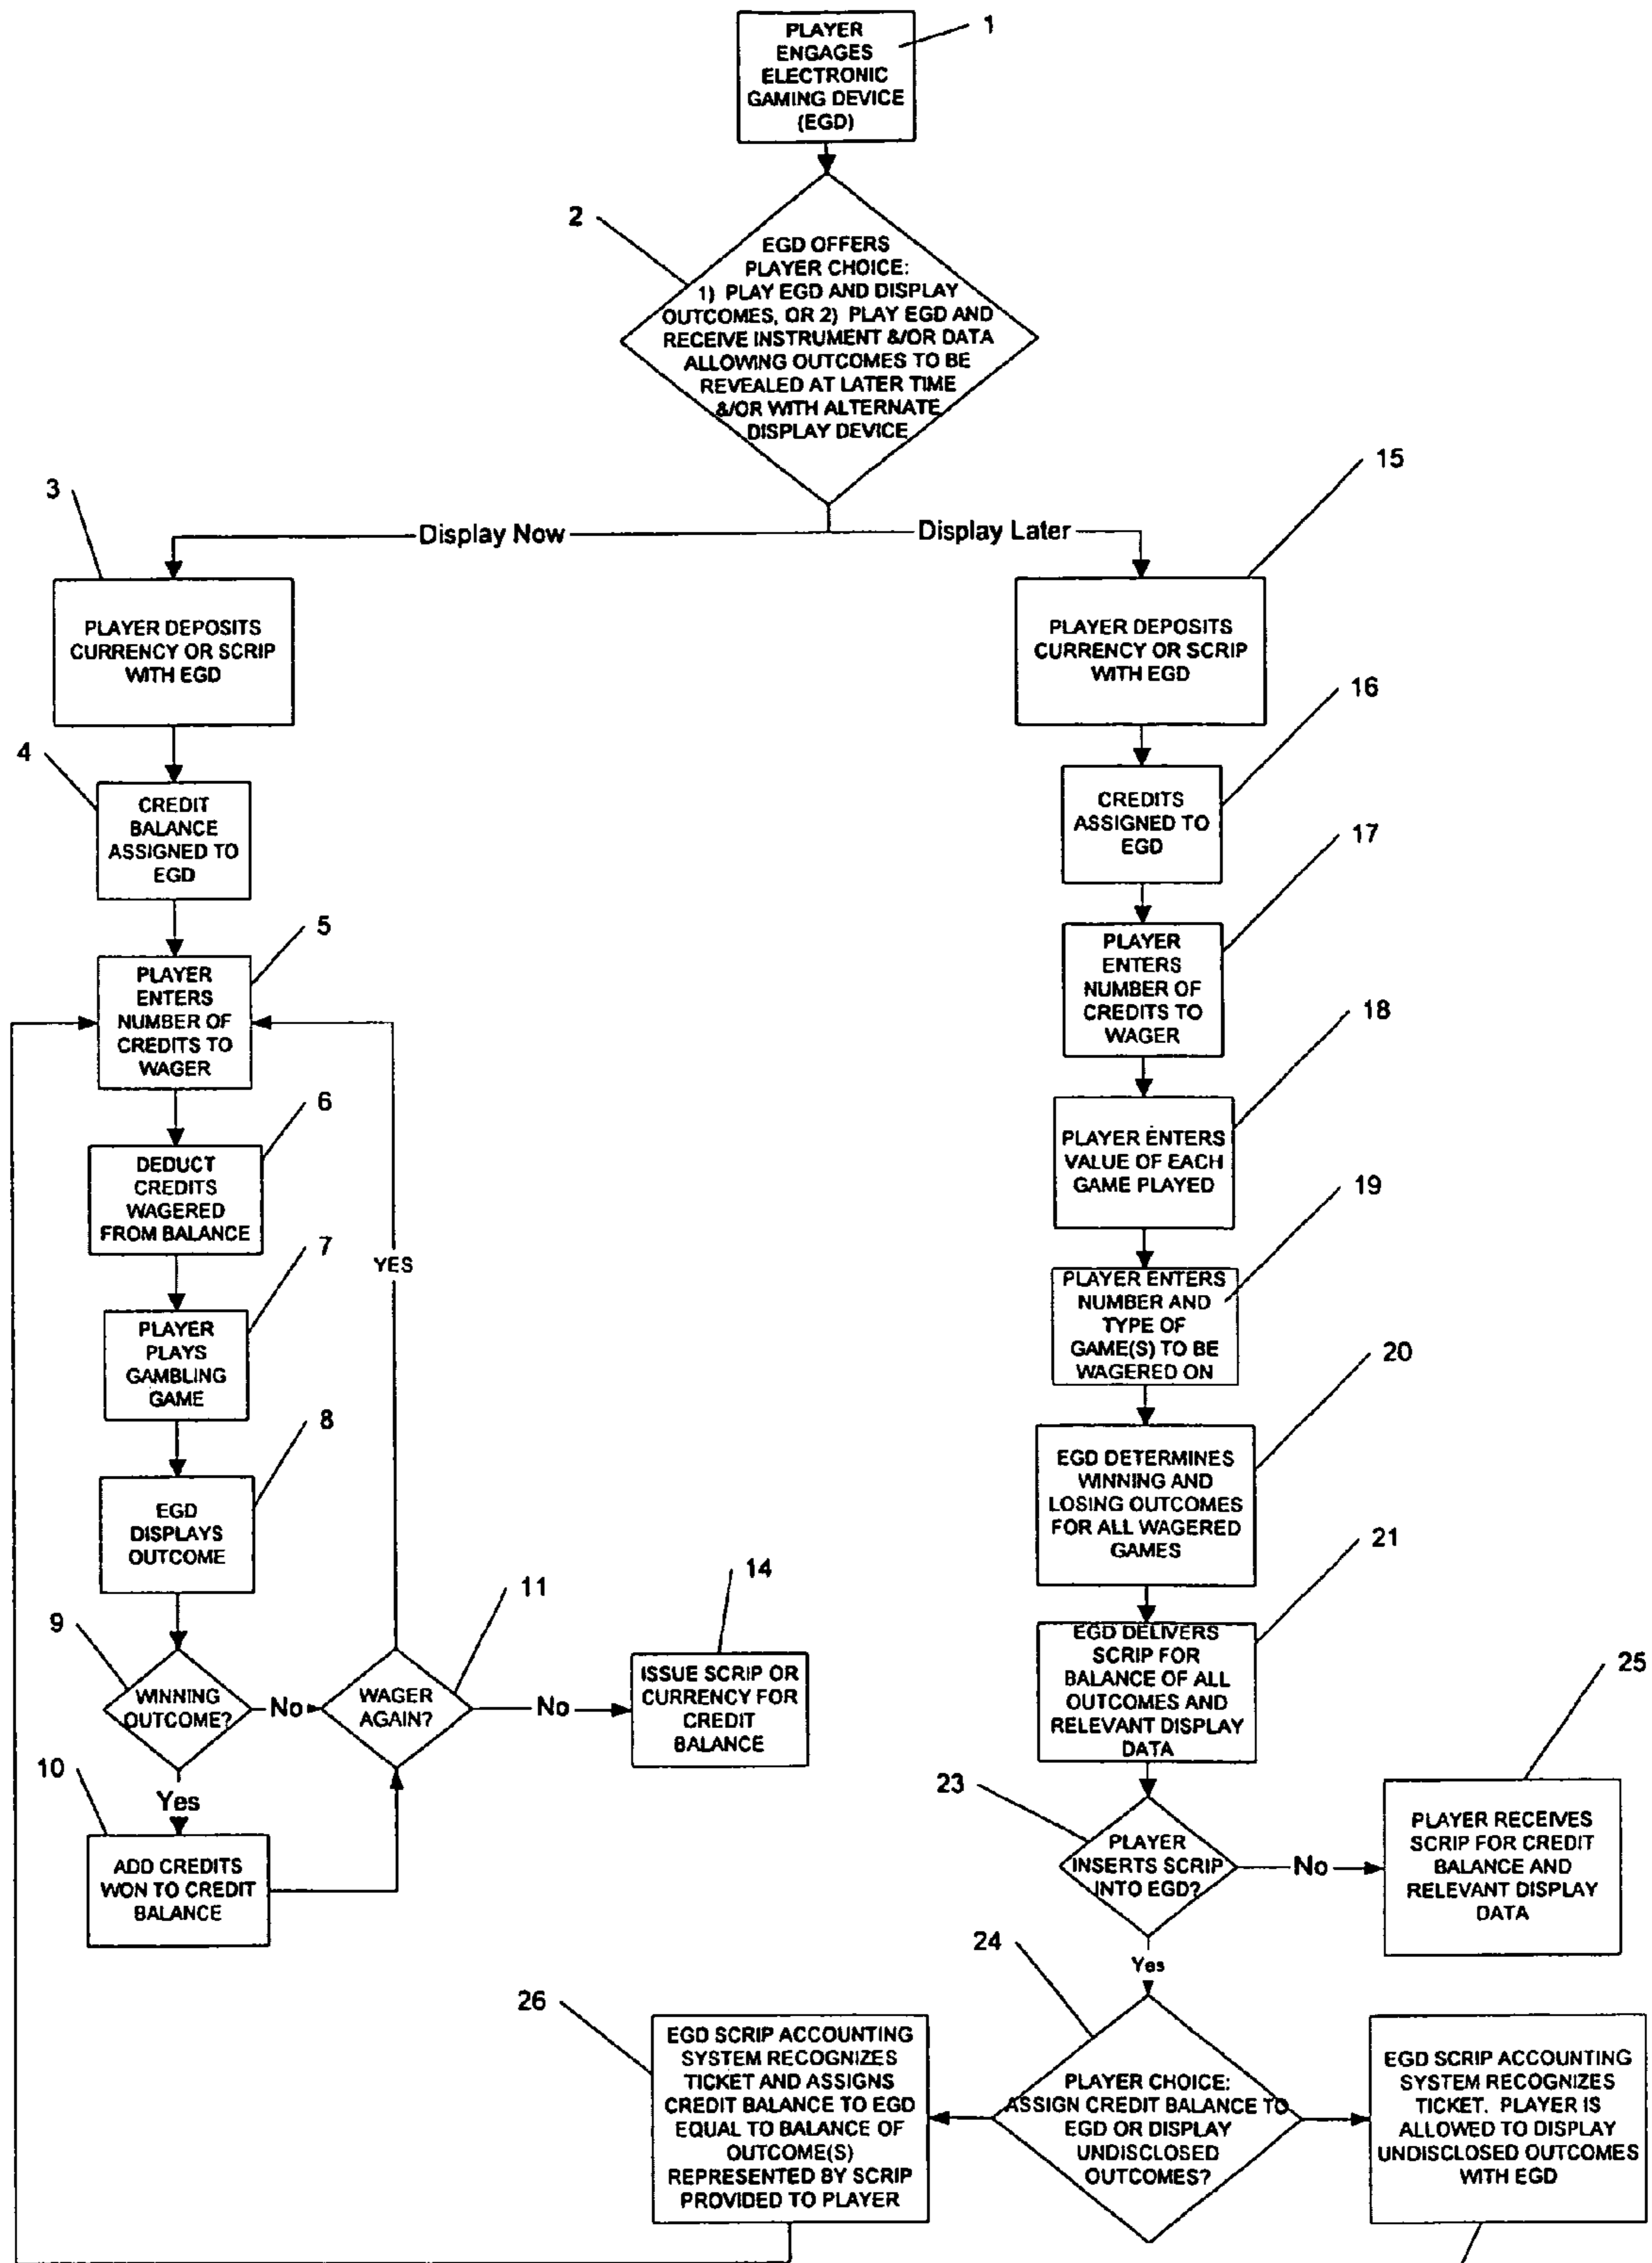 1
PLAYER
ENGAGES
ELECTRONIC
GAMING DEVICE
(EGD)
2
EGD OFFERS
PLAYER CHOICE:
1) PLAY EGD AND DISPLAY
OUTCOMES, OR 2) PLAY EGD AND
RECEIVE INSTRUMENT &/OR DATA
ALLOWING OUTCOMES TO BE
REVEALED AT LATER TIME
&/OR WITH ALTERNATE
DISPLAY DEVICE
Display Now
Display Later
3
PLAYER DEPOSITS
CURRENCY OR SCRIP
WITH EGD
4
CREDIT
BALANCE
ASSIGNED TO
EGD
5
PLAYER
ENTERS
NUMBER OF
CREDITS TO
WAGER
6
DEDUCT
CREDITS
WAGERED
FROM BALANCE
7
PLAYER
PLAYS
GAMBLING
GAME
8
EGD
DISPLAYS
OUTCOME
9
WINNING
OUTCOME?
No
Yes
10
ADD CREDITS
WON TO CREDIT
BALANCE
11
WAGER
AGAIN?
YES
No
14
ISSUE SCRIP OR
CURRENCY FOR
CREDIT
BALANCE
15
PLAYER DEPOSITS
CURRENCY OR SCRIP
WITH EGD
16
CREDITS
ASSIGNED TO
EGD
17
PLAYER
ENTERS
NUMBER OF
CREDITS TO
WAGER
18
PLAYER ENTERS
VALUE OF EACH
GAME PLAYED
19
PLAYER ENTERS
NUMBER AND
TYPE OF
GAME(S) TO BE
WAGERED ON
20
EGD DETERMINES
WINNING AND
LOSING OUTCOMES
FOR ALL WAGERED
GAMES
21
EGD DELIVERS
SCRIP FOR
BALANCE OF ALL
OUTCOMES AND
RELEVANT DISPLAY
DATA
23
PLAYER
INSERTS SCRIP
INTO EGD?
No
25
PLAYER RECEIVES
SCRIP FOR CREDIT
BALANCE AND
RELEVANT DISPLAY
DATA
Yes
24
PLAYER CHOICE:
ASSIGN CREDIT BALANCE TO
EGD OR DISPLAY
UNDISCLOSED
OUTCOMES?
26
EGD SCRIP ACCOUNTING
SYSTEM RECOGNIZES
TICKET AND ASSIGNS
CREDIT BALANCE TO EGD
EQUAL TO BALANCE OF
OUTCOME(S)
REPRESENTED BY SCRIP
PROVIDED TO PLAYER
EGD SCRIP ACCOUNTING
SYSTEM RECOGNIZES
TICKET. PLAYER IS
ALLOWED TO DISPLAY
UNDISCLOSED OUTCOMES
WITH EGD